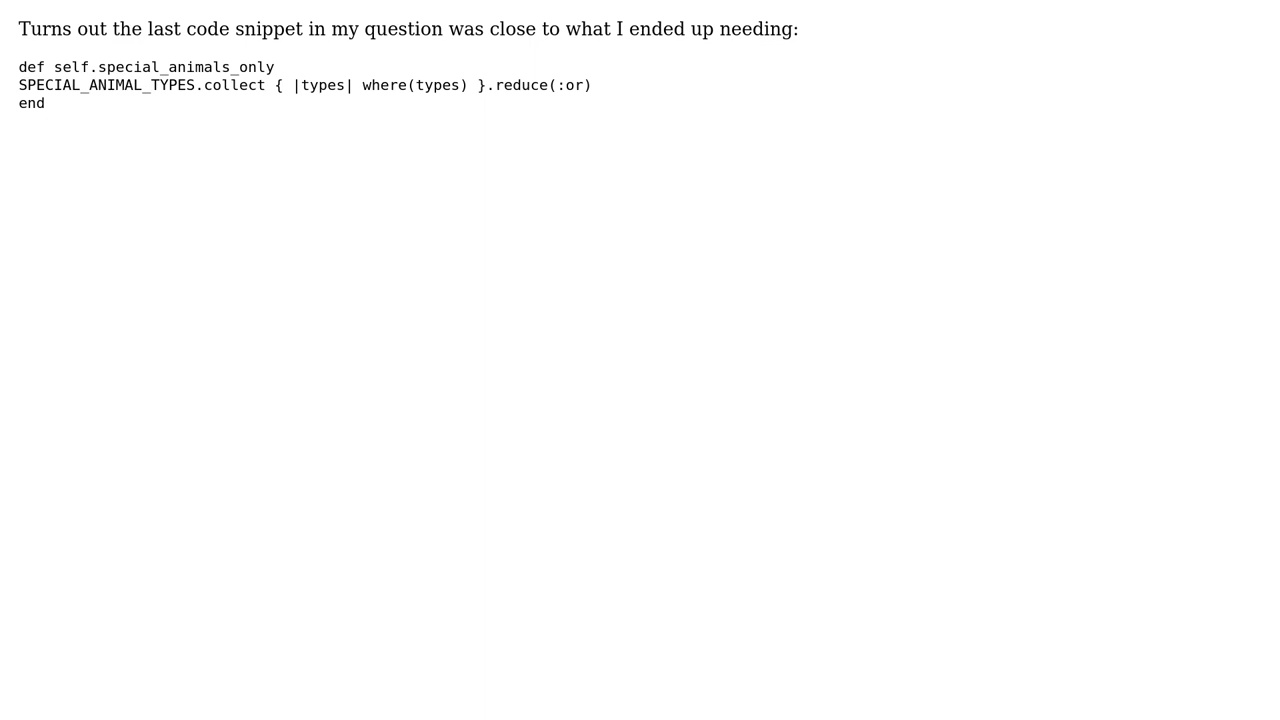 Turns out the last code snippet in my question was close to what I ended up needing:
def self.special_animals_only
SPECIAL_ANIMAL_TYPES.collect { |types| where(types) }.reduce(:or)
end